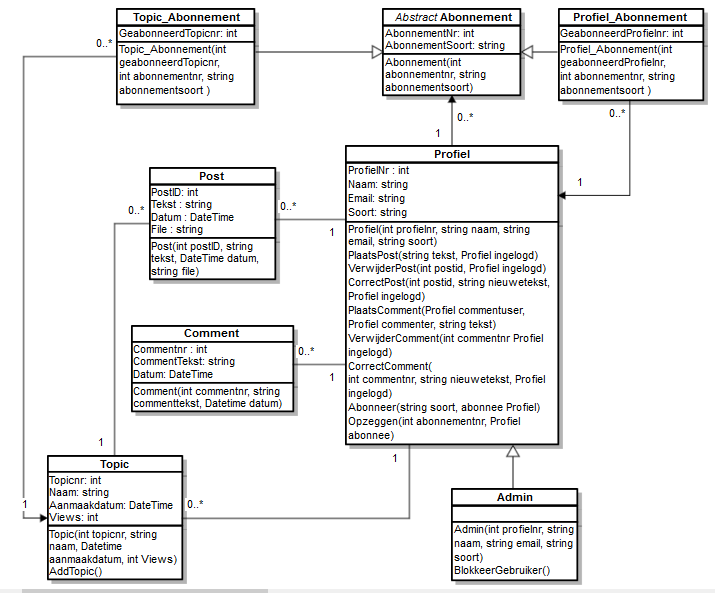 Topic_Abonnement
GeabonneerdTopicnr: int
Topic_Abonnement(int
geabonneerdTopicnr,
int abonnementnr, string
abonnementsoort )
Abstract Abonnement
AbonnementNr: int
AbonnementSoort: string
Abonnement(int
abonnementnr, string
abonnementsoort)
Profiel_Abonnement
GeabonneerdProfielnr: int
Profiel_Abonnement(int
geabonneerdProfielnr,
int abonnementnr, string
abonnementsoort )
0..*
0..*
1
0..*
1
Profiel
ProfielNr : int
Naam: string
Email: string
Soort: string
Profiel(int profielnr, string naam, string
email, string soort)
PlaatsPost(string tekst, Profiel ingelogd)
VerwijderPost(int postid, Profiel ingelogd)
CorrectPost(int postid, string nieuwetekst,
Profiel ingelogd)
PlaatsComment(Profiel commentuser,
Profiel commenter, string tekst)
VerwijderComment(int commentnr Profiel
ingelogd)
CorrectComment(
int commentnr, string nieuwetekst, Profiel
ingelogd)
Abonneer(string soort, abonnee Profiel)
Opzeggen(int abonnementnr, Profiel
abonnee)
Post
PostID: int
Tekst : string
Datum : DateTime
File : string
Post(int postID, string
tekst, DateTime datum,
string file)
0..*
0..*
1
Comment
Commentnr : int
CommentTekst: string
Datum: DateTime
Comment(int commentnr, string
commenttekst, Datetime datum)
0..*
1
1
1
Topic
Topicnr: int
Naam: string
Aanmaakdatum: DateTime
Views: int
Topic(int topicnr, string
naam, Datetime
aanmaakdatum, int Views)
AddTopic()
1
0..*
Admin
Admin(int profielnr, string
naam, string email, string
soort)
BlokkeerGebruiker()